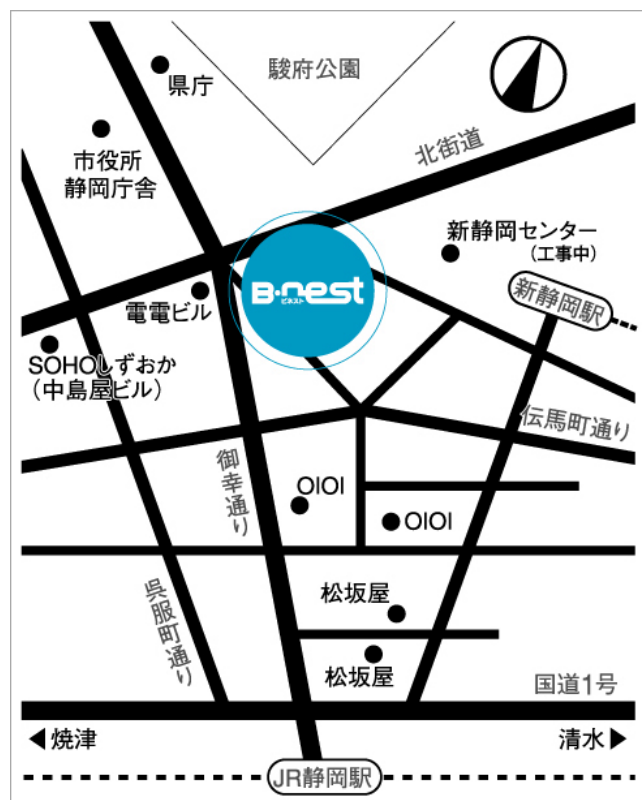 駿府公園
県庁
北街道
市役所
静岡庁舎
新静岡センター
(工事中)
B・nest
ビネスト
新静岡駅
電電ビル
SOHOしずおか
(中島屋ビル)
伝馬町通り
御幸通り
OIOI
OIOI
呉服町通り
松坂屋
松坂屋
国道1号
◀焼津
清水▶
JR静岡駅